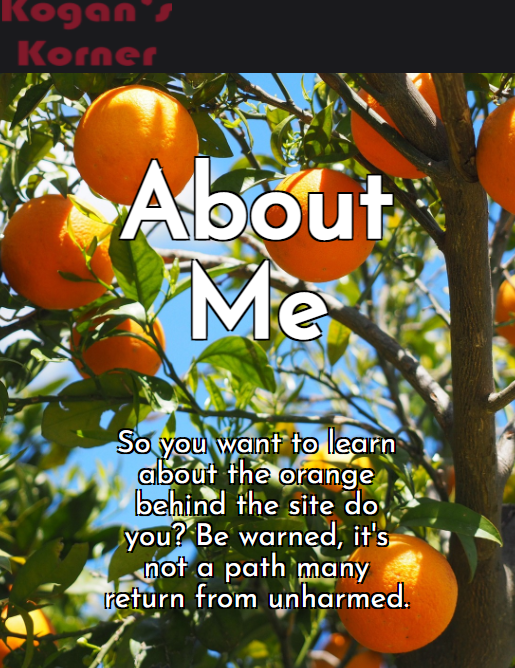 Kogan's
Korner
About
Me
So you want to learn
about the orange
behind the site do
you? Be warned, it's
not a path many
return from unharmed.